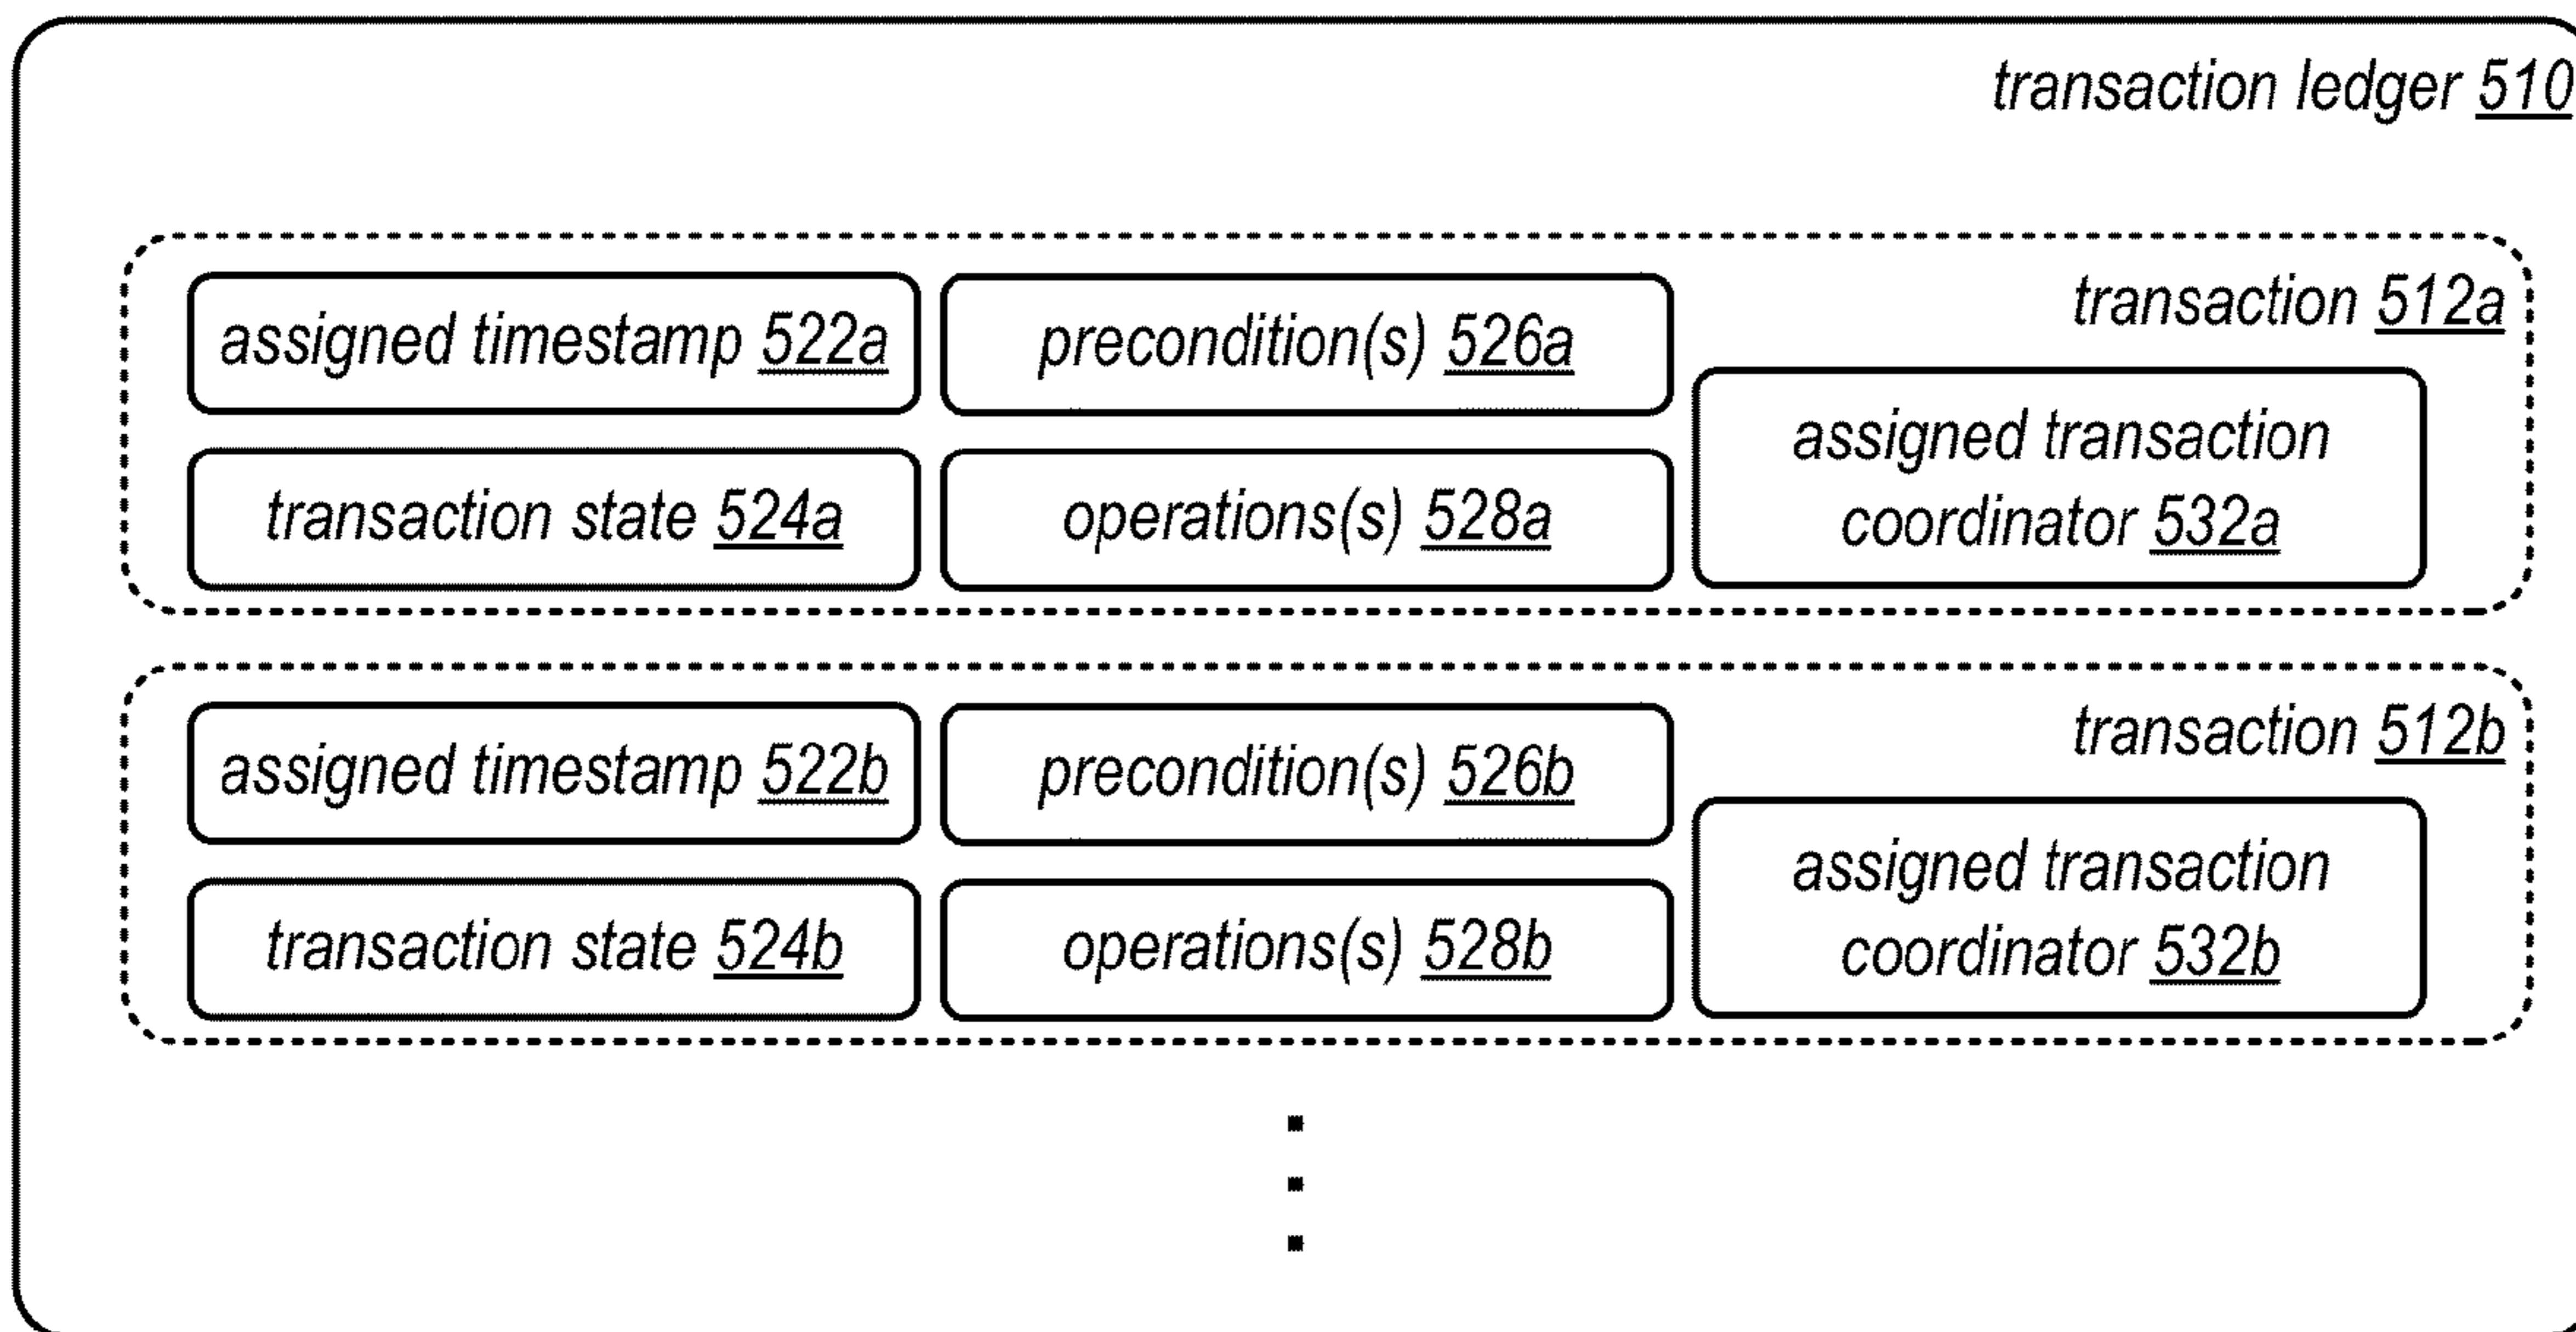 transaction ledger 510
transaction 512a
assigned timestamp 522a
precondition(s) 526a
transaction state 524a
operations(s) 528a
assigned transaction
coordinator 532a
transaction 512b
assigned timestamp 522b
precondition(s) 526b
transaction state 524b
operations(s) 528b
assigned transaction
coordinator 532b